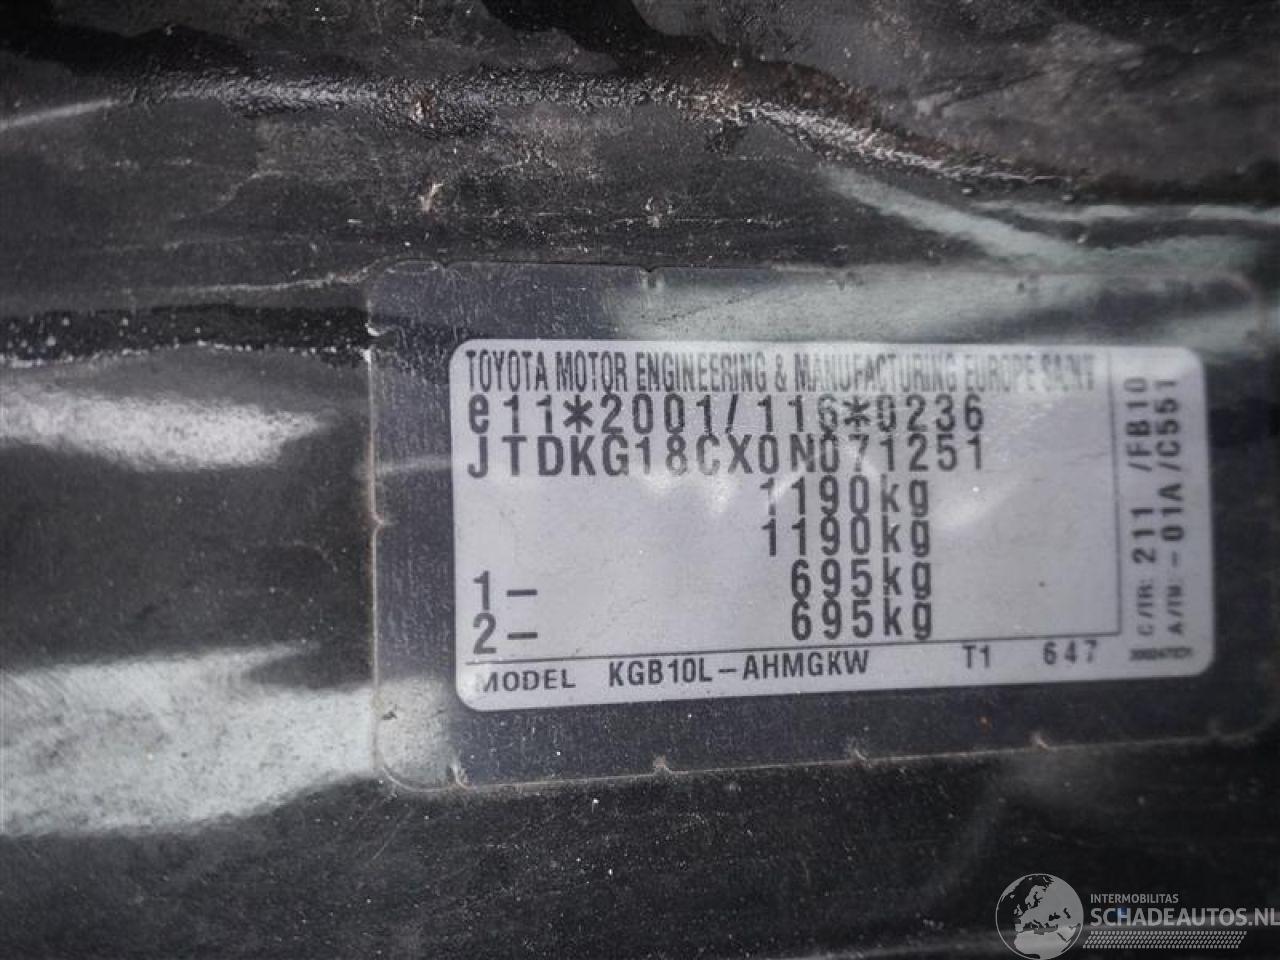 TOYOTA MOTOR ENGINEERING & MANUFACTURING EUROPE SA/NV
e11*2001/116*0236
JTDKG18CX0N071251
1190kg
1190kg
1- 695kg
2- 695kg
MODEL KGB10L-AHMGKW T1 647
C/TR: 211 /FB10
A/TM: -01A /C551
INTERMOBILITAS
SCHADEAUTOS.NL